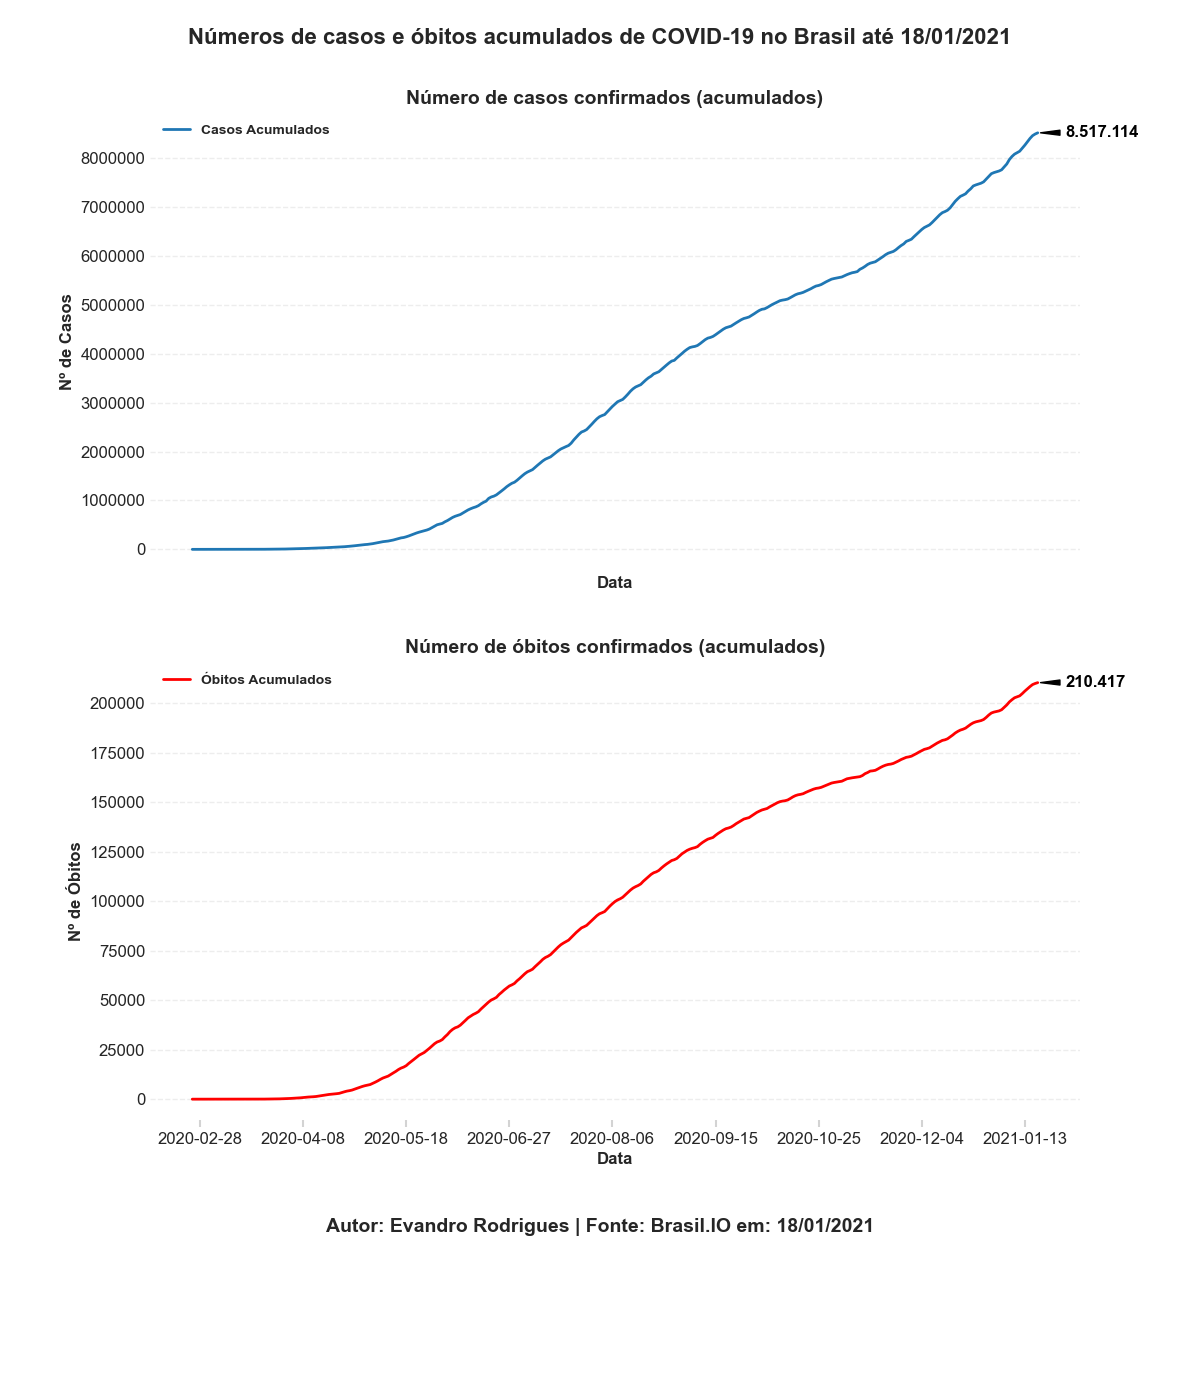 Números de casos e óbitos acumulados de COVID-19 no Brasil até 18/01/2021
Número de casos confirmados (acumulados)
Casos Acumulados
8.517.114
8000000
7000000
6000000
5000000
4000000
3000000
2000000
1000000
0
Nº de Casos
Data
Número de óbitos confirmados (acumulados)
Óbitos Acumulados
210.417
200000
175000
150000
125000
100000
75000
50000
25000
0
Nº de Óbitos
2020-02-28 2020-04-08 2020-05-18 2020-06-27 2020-08-06 2020-09-15 2020-10-25 2020-12-04 2021-01-13
Data
Autor: Evandro Rodrigues | Fonte: Brasil.IO em: 18/01/2021